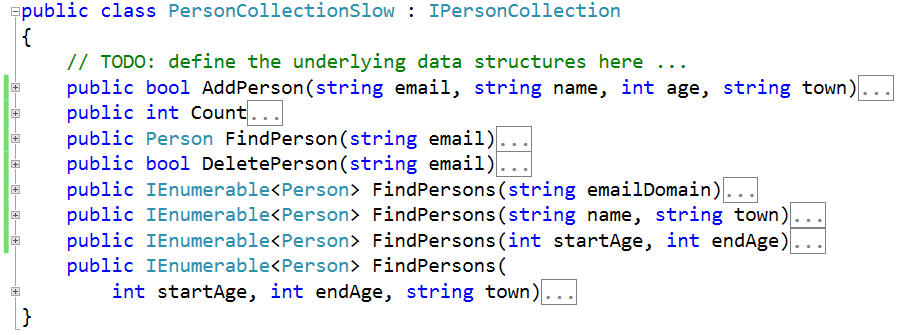 public class PersonCollectionSlow : IPersonCollection
{
// TODO: define the underlying data structures here ...
public bool AddPerson(string email, string name, int age, string town)...
public int Count...
public Person FindPerson(string email)...
public bool DeletePerson(string email)...
public IEnumerable<Person> FindPersons(string emailDomain)...
public IEnumerable<Person> FindPersons(string name, string town)...
public IEnumerable<Person> FindPersons(int startAge, int endAge)...
public IEnumerable<Person> FindPersons(
int startAge, int endAge, string town)...
}